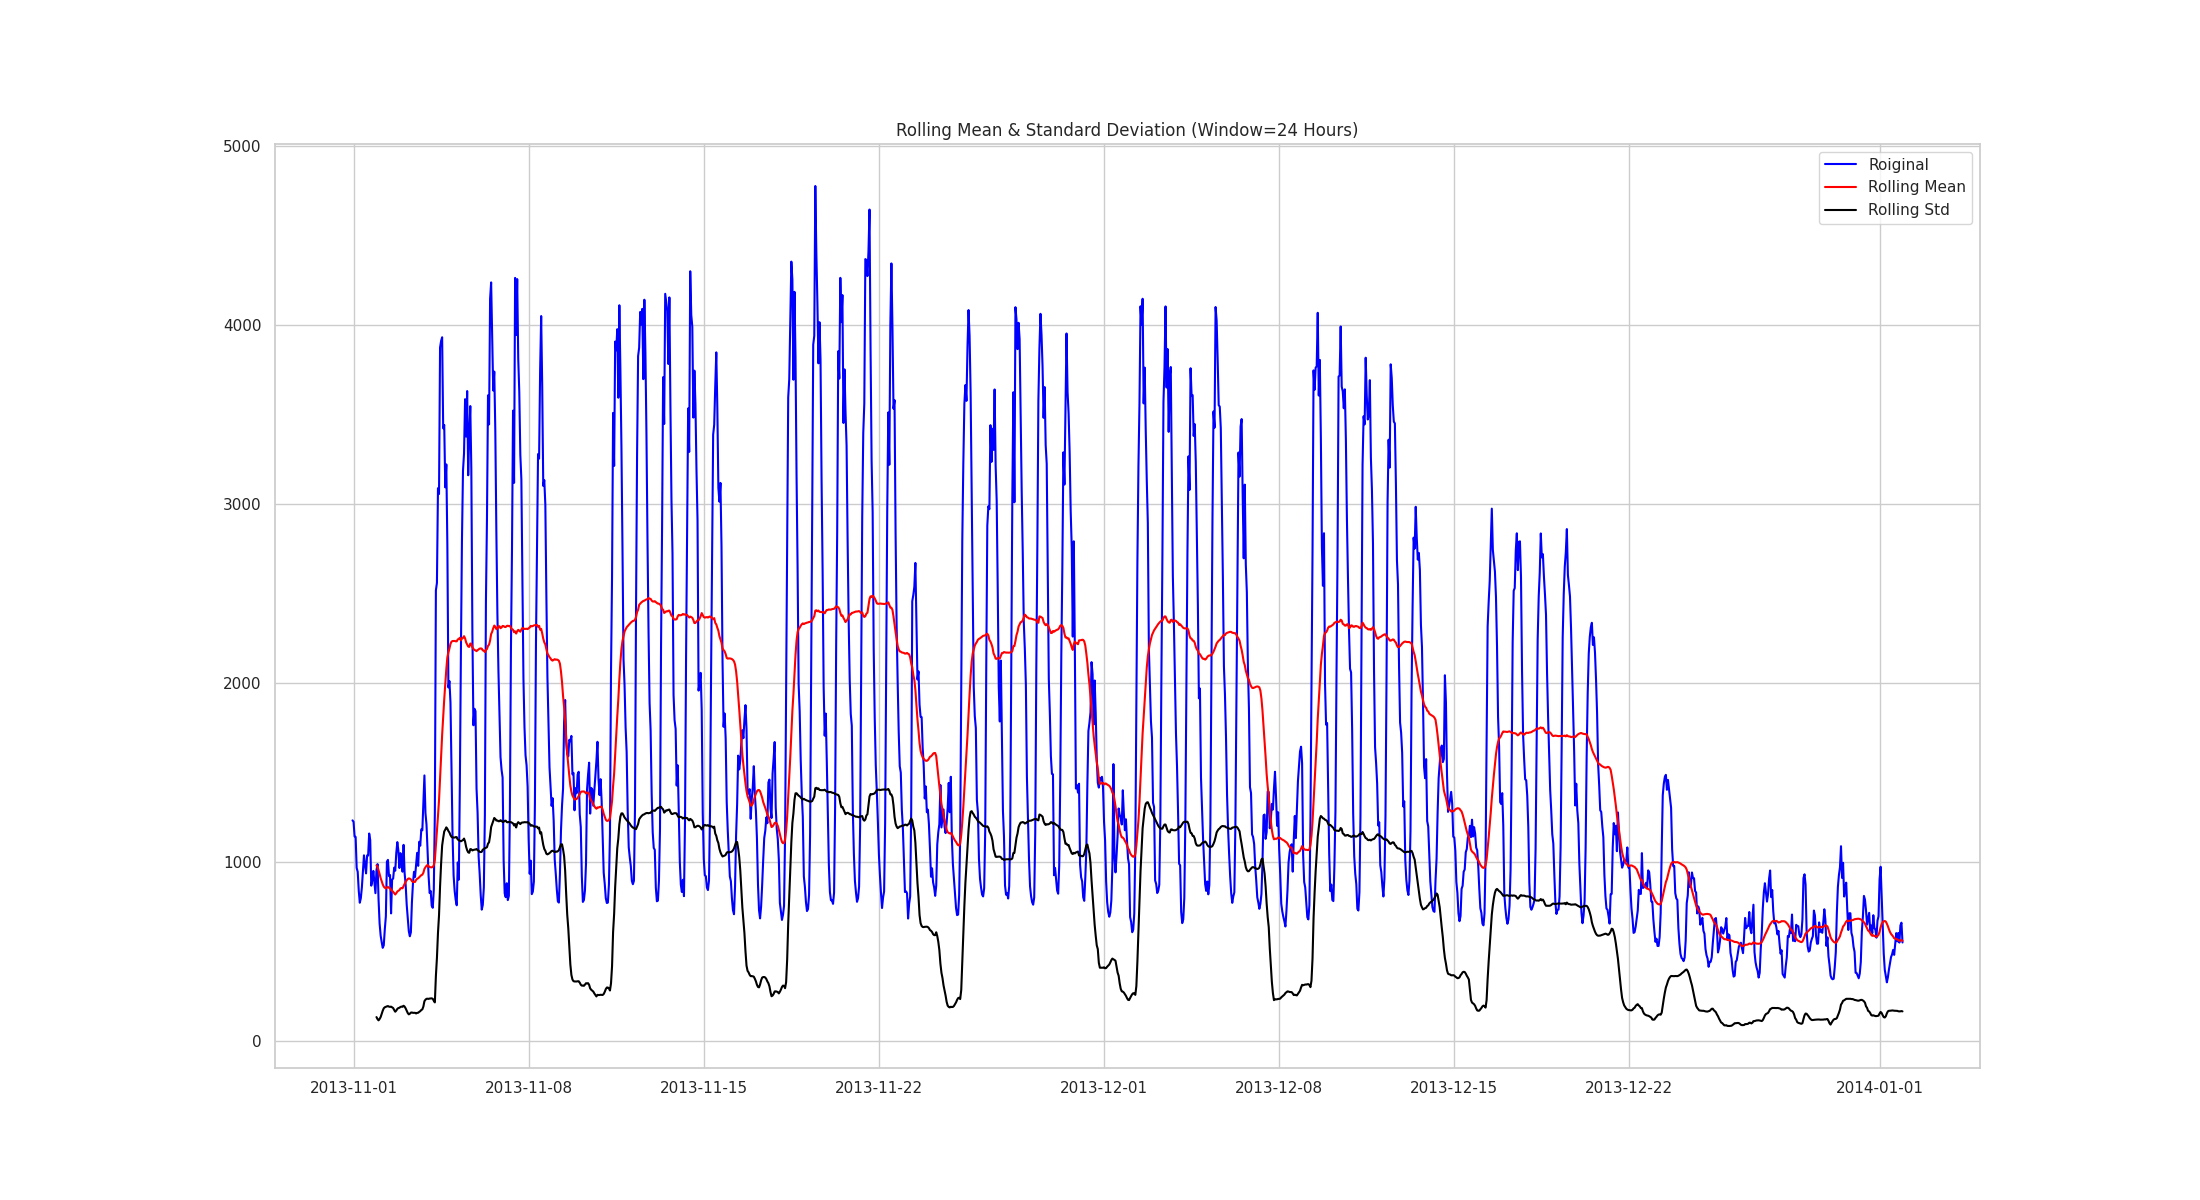 Rolling Mean & Standard Deviation (Window=24 Hours)
Roiginal
Rolling Mean
Rolling Std
5000
4000
3000
2000
1000
0
2013-11-01 2013-11-08 2013-11-15 2013-11-22 2013-12-01 2013-12-08 2013-12-15 2013-12-22 2014-01-01